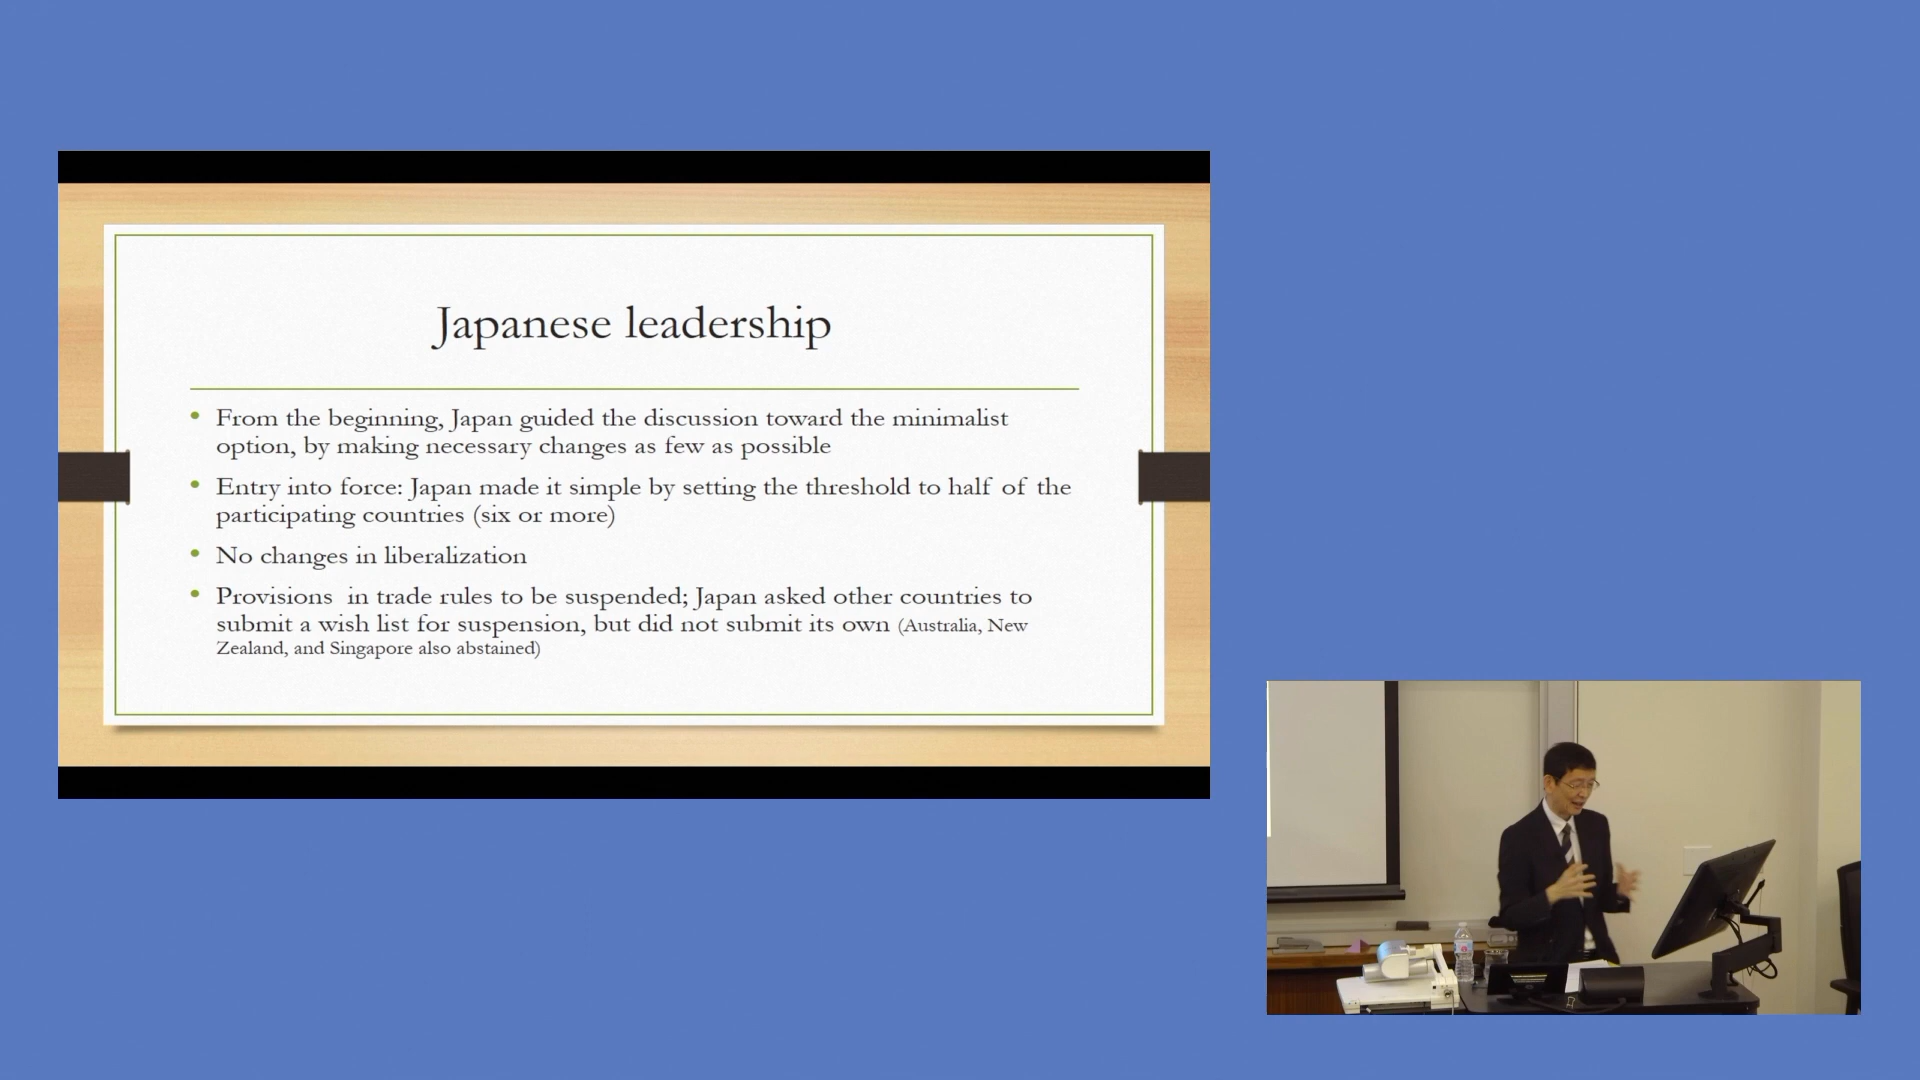 Japanese leadership
• From the beginning, Japan guided the discussion toward the minimalist
option, by making necessary changes as few as possible
• Entry into force: Japan made it simple by setting the threshold to half of the
participating countries (six or more)
• No changes in liberalization
• Provisions in trade rules to be suspended; Japan asked other countries to
submit a wish list for suspension, but did not submit its own (Australia, New
Zealand, and Singapore also abstained)